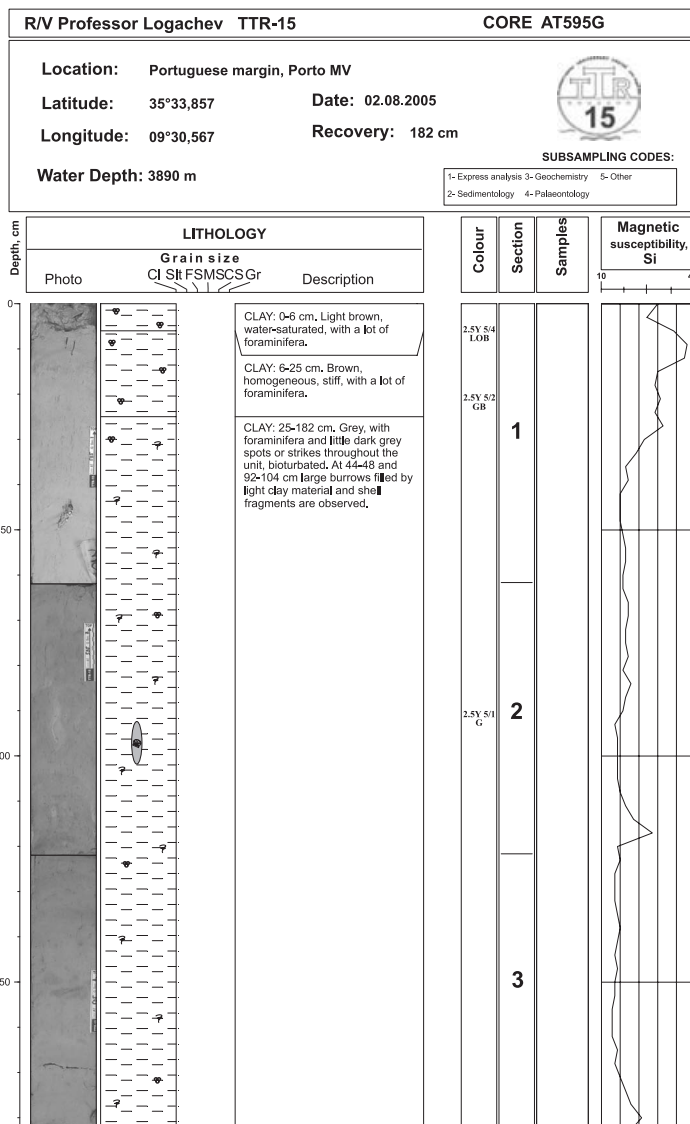 R/V Professor Logachev TTR-15 CORE AT595G
Location: Portuguese margin, Porto MV
Latitude: 35°33,857 Date: 02.08.2005
Longitude: 09°30,567 Recovery: 182 cm
Water Depth: 3890 m
TTR
15
SUBSAMPLING CODES:
1- Express analysis 3- Geochemistry 5- Other
2- Sedimentology 4- Palaeontology
Depth, cm
LITHOLOGY
Grain size
Photo Cl Slt FS MS CS Gr Description
Colour
Section
Samples
Magnetic
susceptibility,
Si
10 4
0
CLAY: 0-6 cm. Light brown,
water-saturated, with a lot of
foraminifera.
CLAY: 6-25 cm. Brown,
homogeneous, stiff, with a lot of
foraminifera.
CLAY: 25-182 cm. Grey, with
foraminifera and little dark grey
spots or strikes throughout the
unit, bioturbated. At 44-48 and
92-104 cm large burrows filled by
light clay material and shell
fragments are observed.
2.5Y 5/4
LOB
2.5Y 5/2
GB
1
50
2.5Y 5/1
G
2
00
50
3